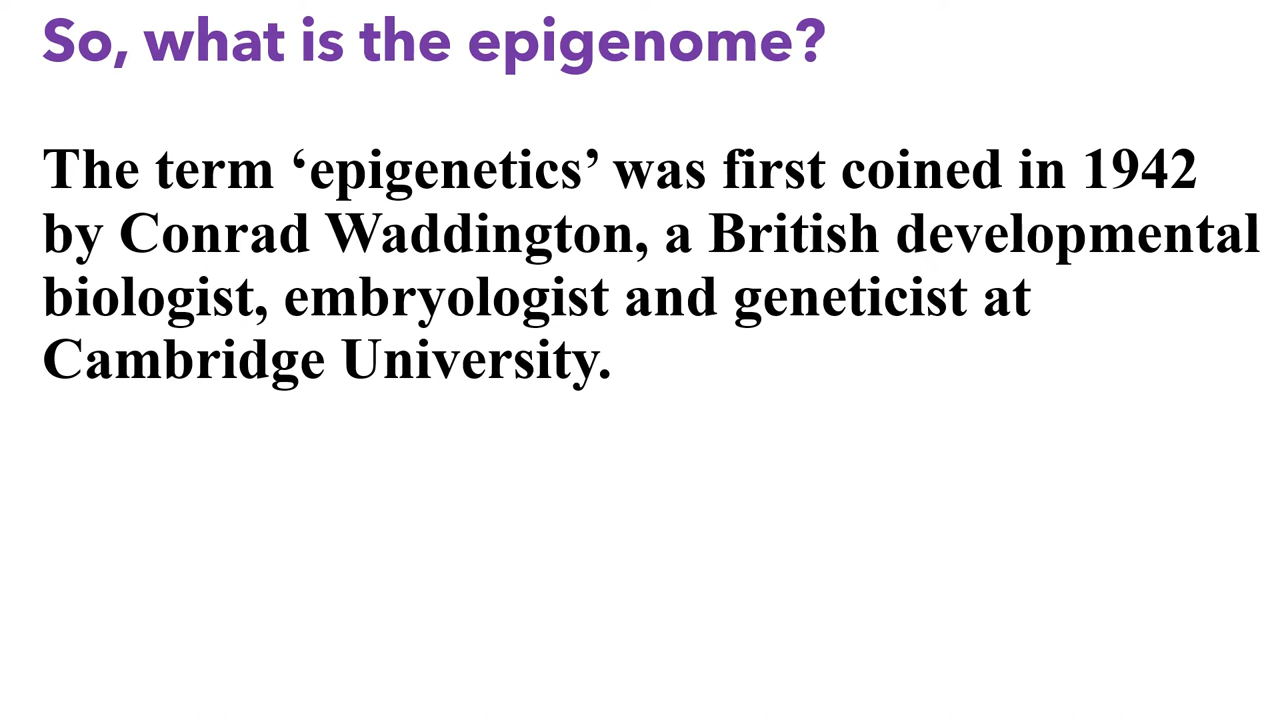 So, what is the epigenome?
The term ‘epigenetics’ was first coined in 1942
by Conrad Waddington, a British developmental
biologist, embryologist and geneticist at
Cambridge University.